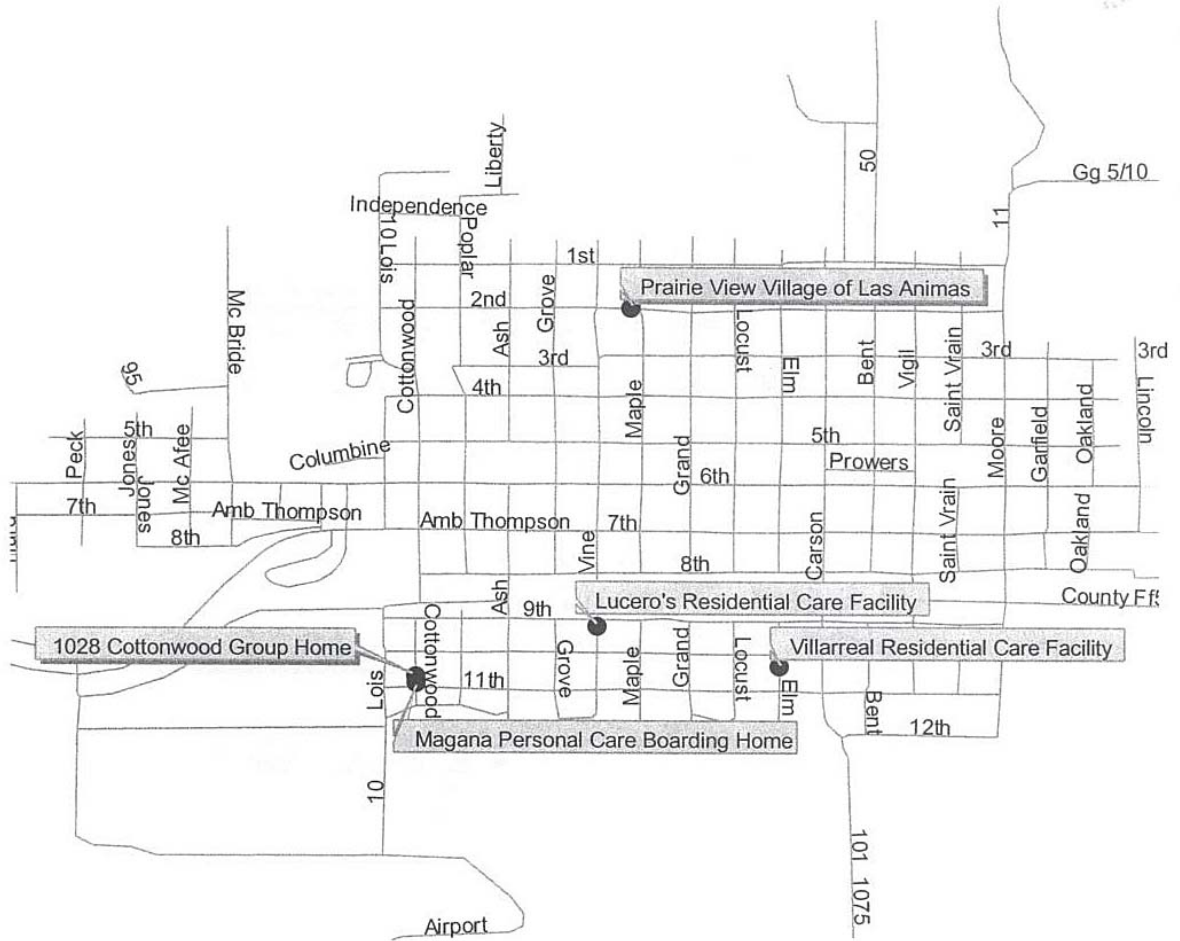 Liberty
50
Gg 5/10
Independence
10 Lois
Poplar
11
1st
Mc Bride
Prairie View Village of Las Animas
2nd
Grove
Ash
Cottonwood
Locust
3rd
3rd
3rd
Elm
Bent
Vigil
Saint Vrain
95
4th
Maple
Lincoln
5th
5th
Peck
Jones
Mc Afee
Columbine
Grand
6th
Prowers
Moore
Garfield
Oakland
7th
Jones
Amb Thompson
Amb Thompson
7th
8th
Vine
8th
Carson
Saint Vrain
Oakland
Ash
9th
Lucero's Residential Care Facility
County Ff
1028 Cottonwood Group Home
Cottonwood
Villarreal Residential Care Facility
Lois
11th
Grove
Maple
Grand
Locust
Elm
Bent
12th
Magana Personal Care Boarding Home
10
101 1075
Airport